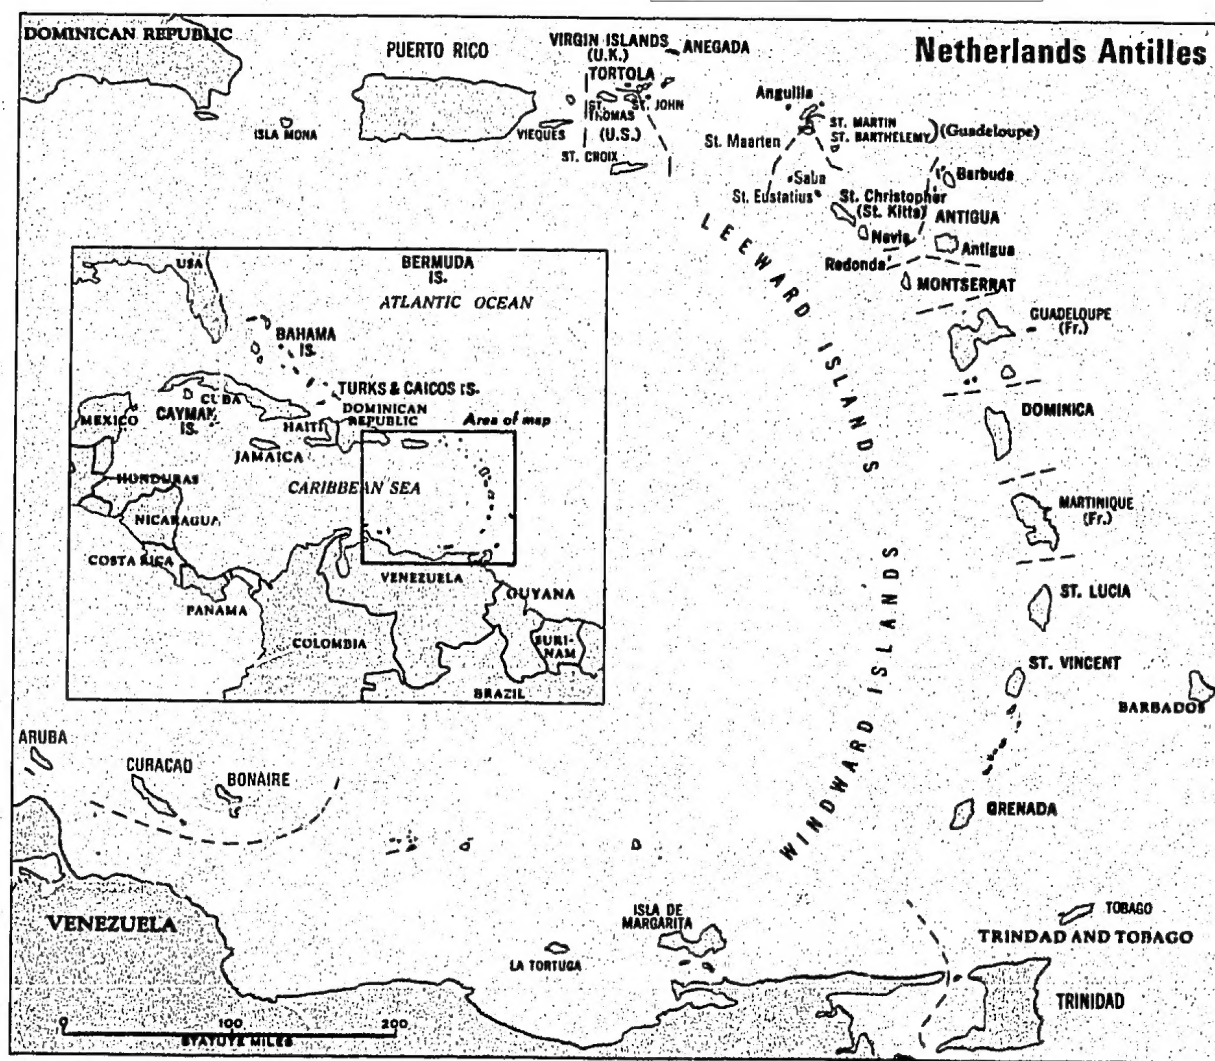 Netherlands Antilles
DOMINICAN REPUBLIC
PUERTO RICO
VIRGIN ISLANDS
(U.K.)
ANEGADA
TORTOLA
ST.
THOMAS
ST. JOHN
(U.S.)
ISLA MONA
VIEQUES
ST. CROIX
Anguilla
ST. MARTIN
ST. BARTHELEMY
(Guadeloupe)
St. Maarten
Saba
St. Eustatius
Barbuda
St. Christopher
(St. Kitts)
ANTIGUA
Nevis
Antigua
Redonda
MONTSERRAT
GUADELOUPE
(Fr.)
DOMINICA
MARTINIQUE
(Fr.)
ST. LUCIA
ST. VINCENT
BARBADOS
GRENADA
LEEWARD ISLANDS
WINDWARD ISLANDS
USA
BERMUDA
IS.
ATLANTIC OCEAN
BAHAMA
IS.
TURKS & CAICOS IS.
CUBA
MEXICO
CAYMAN
IS.
HAITI
DOMINICAN
REPUBLIC
Area of map
JAMAICA
HONDURAS
CARIBBEAN SEA
NICARAGUA
COSTA RICA
PANAMA
VENEZUELA
GUYANA
COLOMBIA
SURI-
NAM
BRAZIL
ARUBA
CURACAO
BONAIRE
VENEZUELA
ISLA DE
MARGARITA
LA TORTUGA
TOBAGO
TRINIDAD AND TOBAGO
TRINIDAD
0 100 200
STATUTE MILES